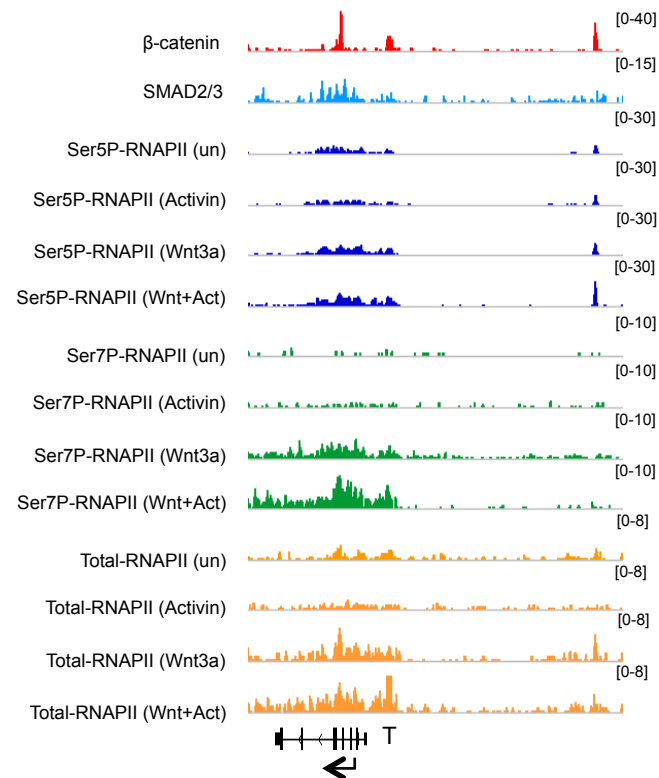 [0-40]
β-catenin
[0-15]
SMAD2/3
[0-30]
Ser5P-RNAPII (un)
[0-30]
Ser5P-RNAPII (Activin)
[0-30]
Ser5P-RNAPII (Wnt3a)
[0-30]
Ser5P-RNAPII (Wnt+Act)
[0-10]
Ser7P-RNAPII (un)
[0-10]
Ser7P-RNAPII (Activin)
[0-10]
Ser7P-RNAPII (Wnt3a)
[0-10]
Ser7P-RNAPII (Wnt+Act)
[0-8]
Total-RNAPII (un)
[0-8]
Total-RNAPII (Activin)
[0-8]
Total-RNAPII (Wnt3a)
[0-8]
Total-RNAPII (Wnt+Act)
T